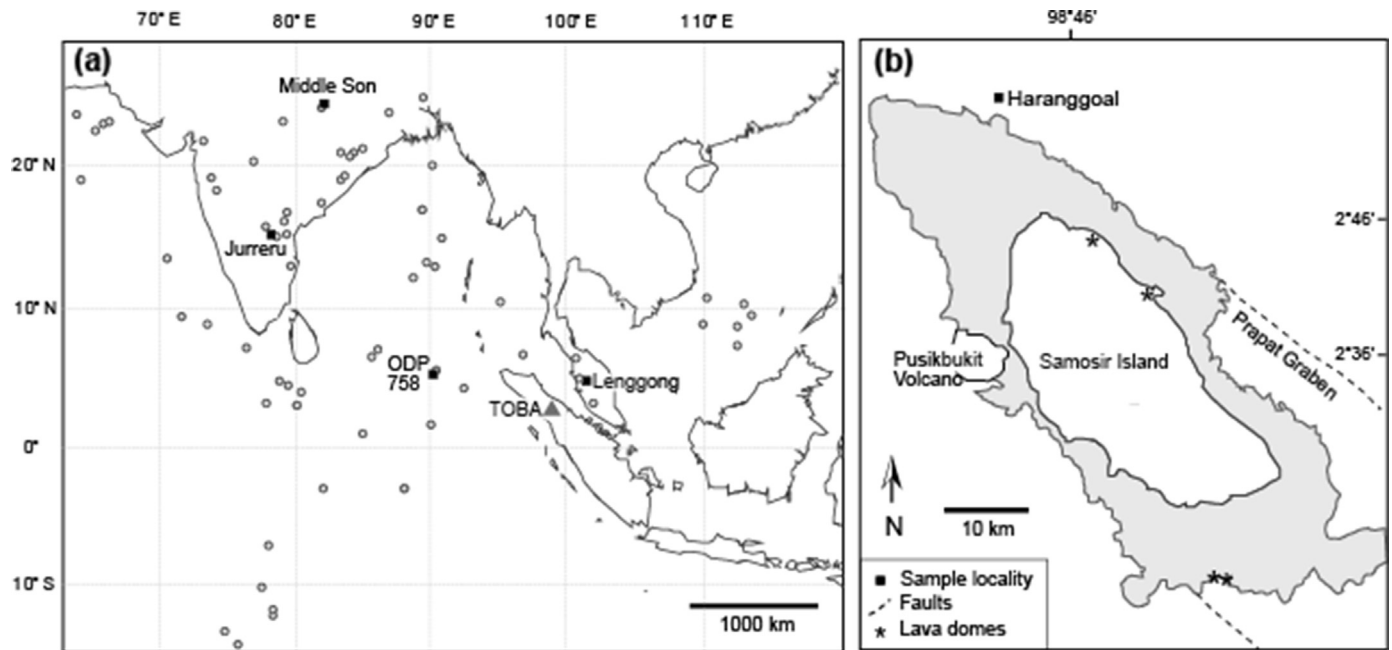 70° E
80° E
90° E
100° E
110° E
(a)
Middle Son
20° N
Jurreru
10° N
ODP
758
Lenggong
TOBA
0°
10° S
1000 km
98°46'
(b)
Haranggoal
2°46'
Prapat Graben
2°36'
Pusikbukit
Volcano
Samosir Island
N
10 km
Sample locality
Faults
Lava domes